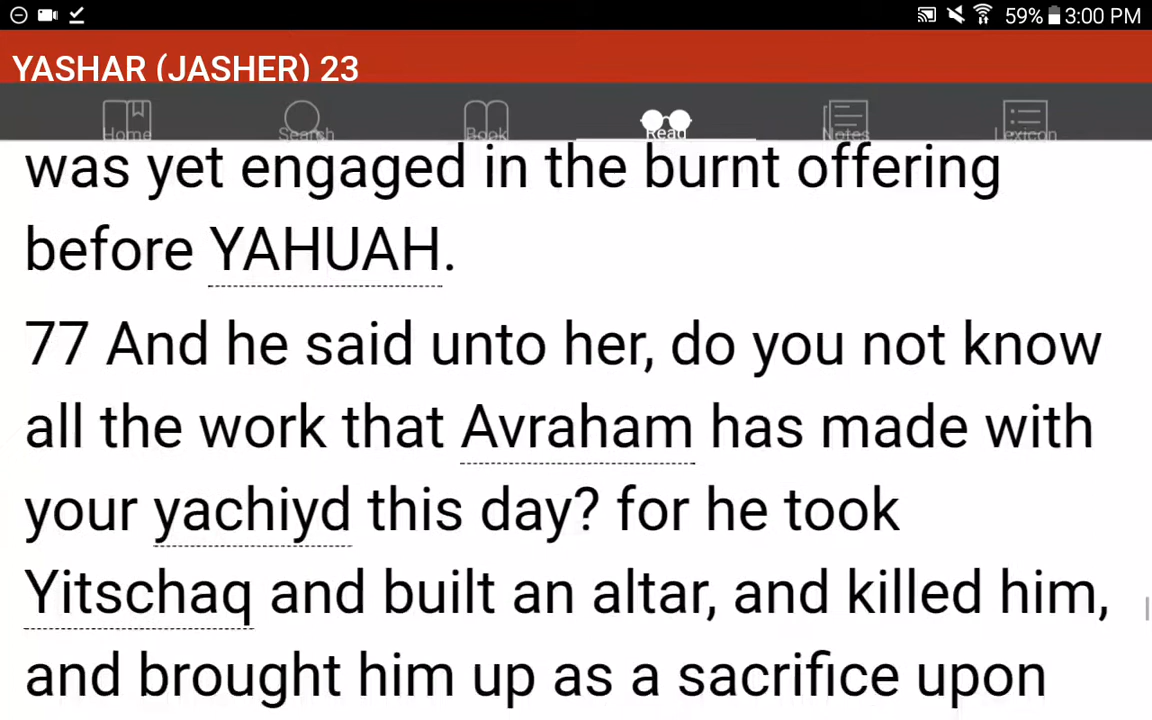 59% 3:00 PM
YASHAR (JASHER) 23
Home Search Book Read Notes Lexicon
was yet engaged in the burnt offering
before YAHUAH.
77 And he said unto her, do you not know
all the work that Avraham has made with
your yachiyd this day? for he took
Yitschaq and built an altar, and killed him,
and brought him up as a sacrifice upon